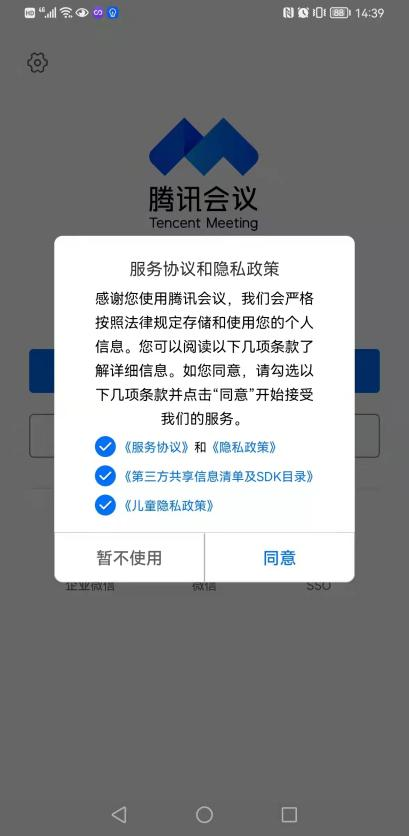 HD 4G 88 14:39
腾讯会议
Tencent Meeting
服务协议和隐私政策
感谢您使用腾讯会议，我们会严格
按照法律规定存储和使用您的个人
信息。您可以阅读以下几项条款了
解详细信息。如您同意，请勾选以
下几项条款并点击“同意”开始接受
我们的服务。
《服务协议》和《隐私政策》
《第三方共享信息清单及SDK目录》
《儿童隐私政策》
暂不使用 同意
企业微信 微信 SSO